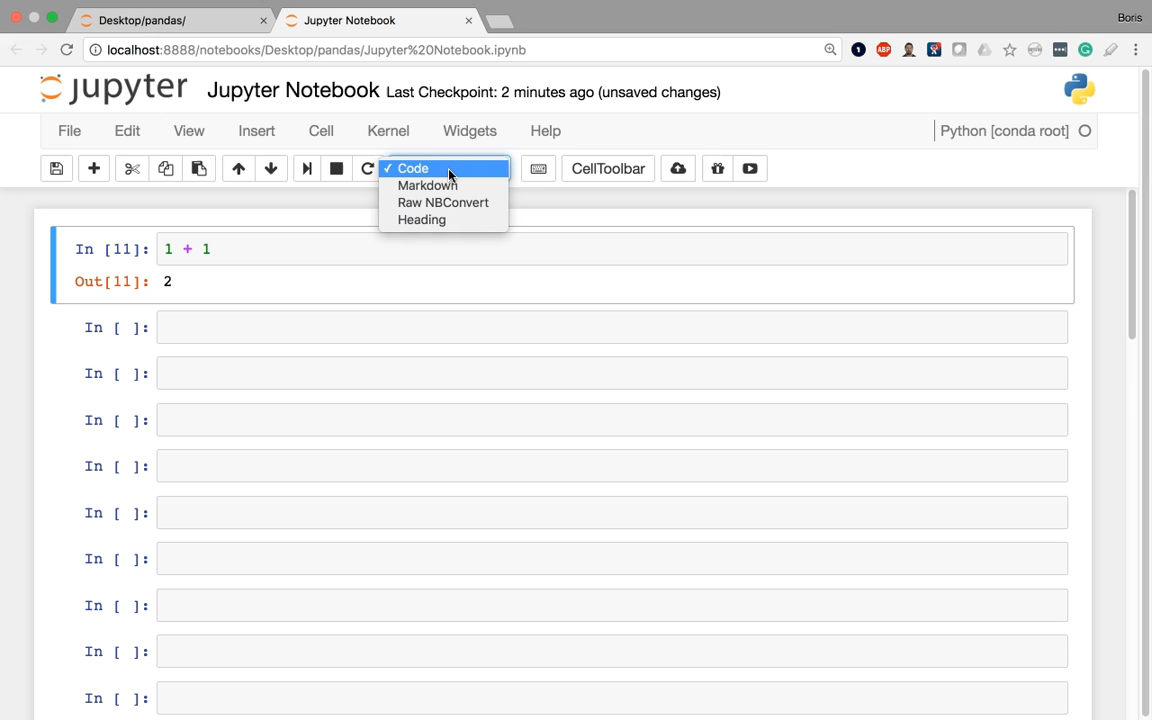 Desktop/pandas/ Jupyter Notebook Boris
localhost:8888/notebooks/Desktop/pandas/Jupyter%20Notebook.ipynb
jupyter Jupyter Notebook Last Checkpoint: 2 minutes ago (unsaved changes)
File Edit View Insert Cell Kernel Widgets Help Python [conda root]
✓ Code CellToolbar
Markdown
Raw NBConvert
Heading
In [11]: 1 + 1
Out[11]: 2
In [ ]:
In [ ]:
In [ ]:
In [ ]:
In [ ]:
In [ ]:
In [ ]:
In [ ]:
In [ ]: